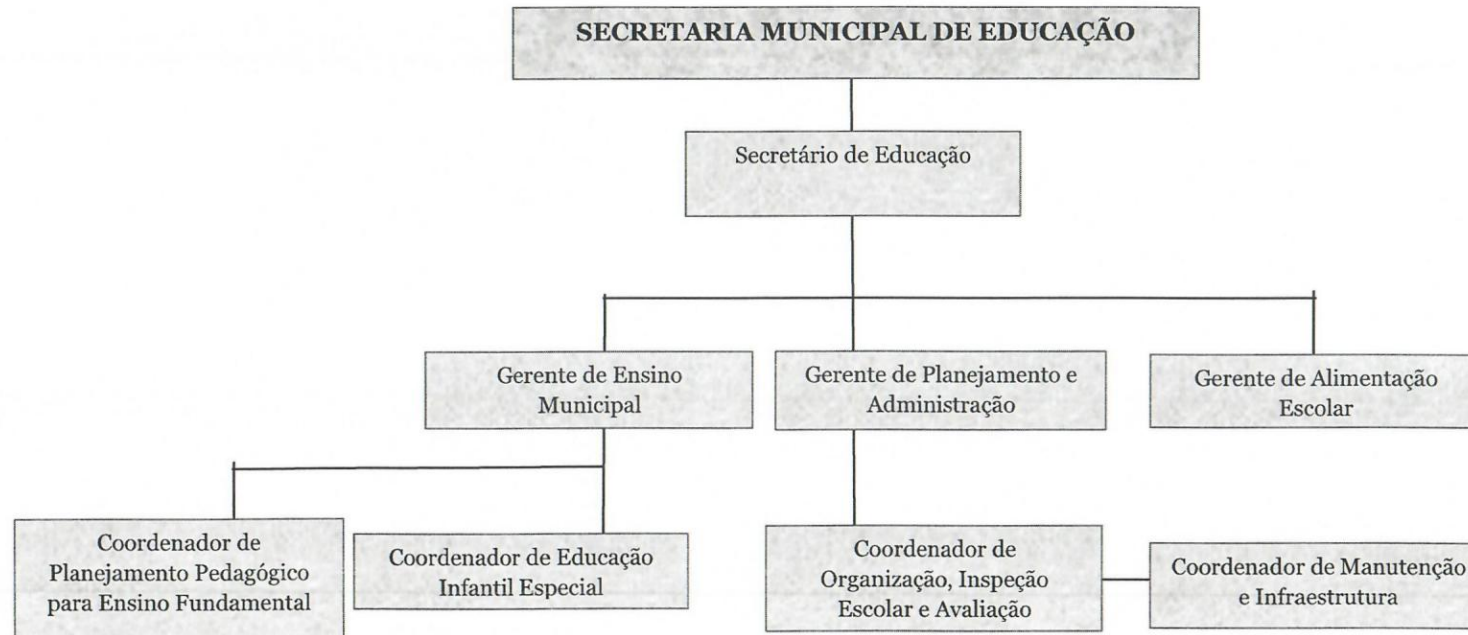 SECRETARIA MUNICIPAL DE EDUCAÇÃO
Secretário de Educação
Gerente de Ensino
Municipal
Gerente de Planejamento e
Administração
Gerente de Alimentação
Escolar
Coordenador de
Planejamento Pedagógico
para Ensino Fundamental
Coordenador de Educação
Infantil Especial
Coordenador de
Organização, Inspeção
Escolar e Avaliação
Coordenador de Manutenção
e Infraestrutura